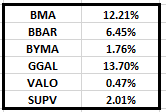 BMA 12.21%
BBAR 6.45%
BYMA 1.76%
GGAL 13.70%
VALO 0.47%
SUPV 2.01%